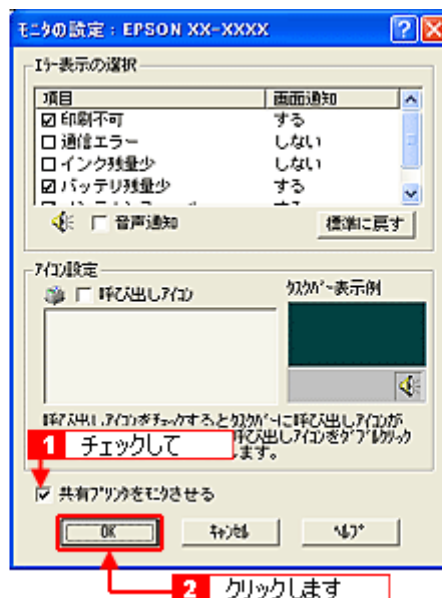 モニタの設定：EPSON XX-XXXX
エラー表示の選択
項目 画面通知
印刷不可 する
通信エラー しない
インク残量少 しない
バッテリ残量少 する
音声通知 標準に戻す
アイコン設定
呼び出しアイコン タスクバー表示例
呼び出しアイコンをチェックするとタスクバーに呼び出しアイコンが
呼び出しアイコンをダブルクリック
します。
1 チェックして
共有プリンタをモニタさせる
OK キャンセル ヘルプ
2 クリックします